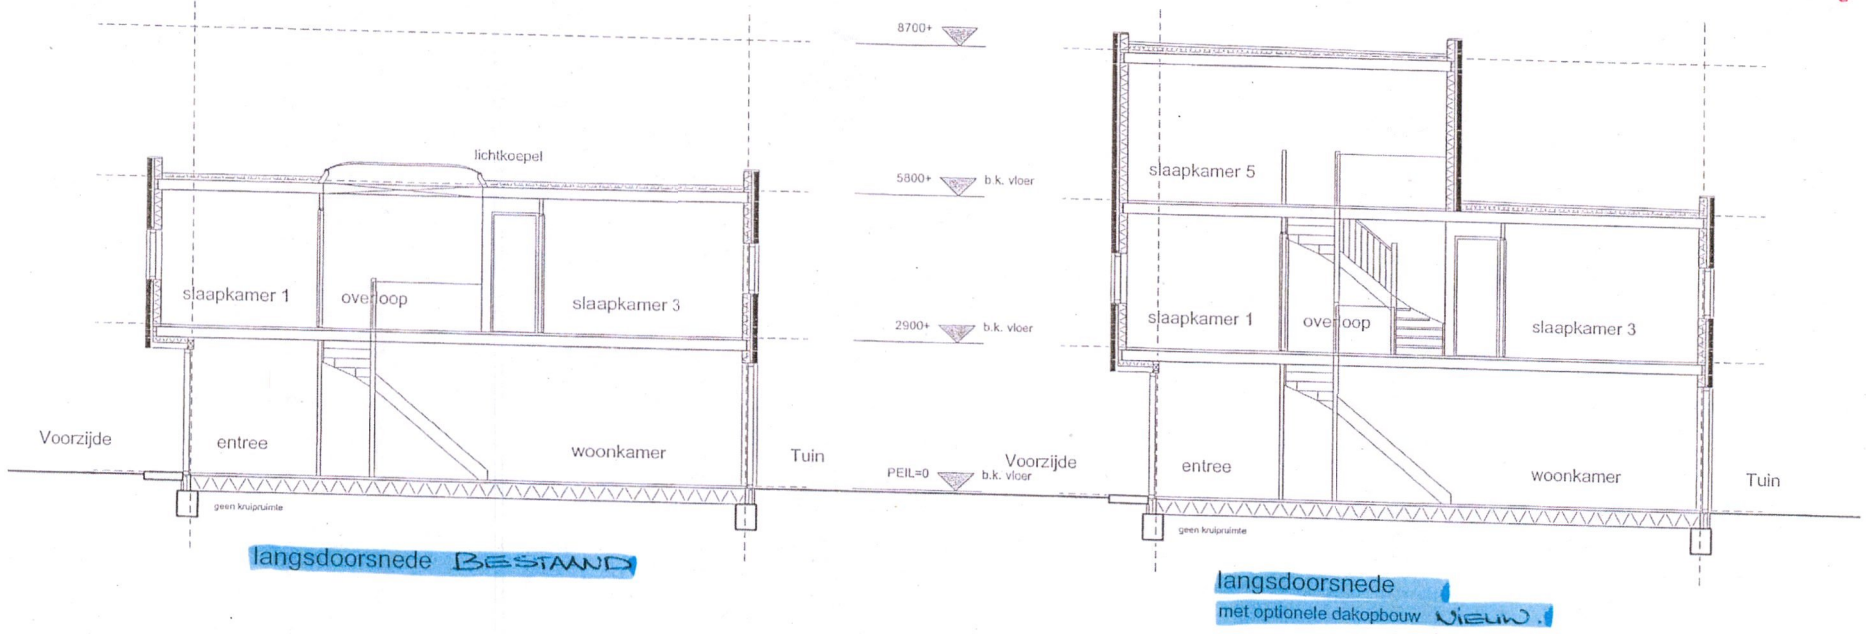 lichtkoepel
slaapkamer 1
overloop
slaapkamer 3
Voorzijde
entree
woonkamer
Tuin
geen kruipruimte
langsdoorsnede BESTAAND
8700+
5800+ b.k. vloer
2900+ b.k. vloer
PEIL=0 b.k. vloer
slaapkamer 5
slaapkamer 1
overloop
slaapkamer 3
Voorzijde
entree
woonkamer
Tuin
geen kruipruimte
langsdoorsnede
met optionele dakopbouw NIEUW.